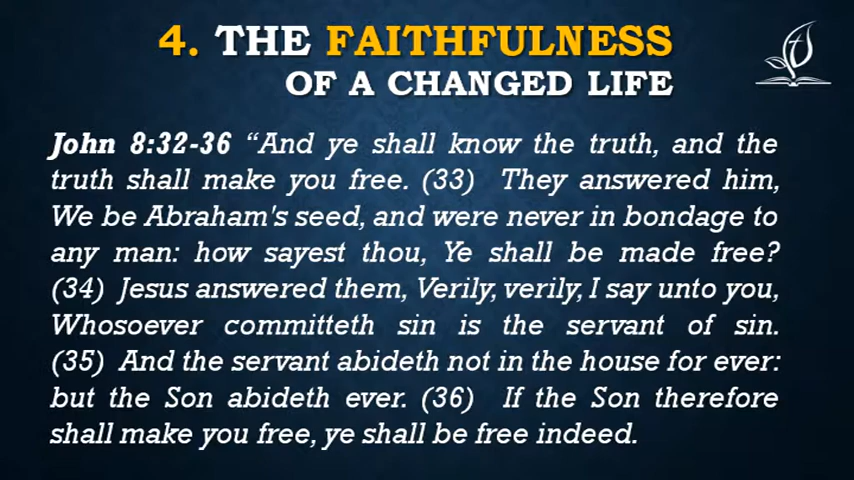 4. THE FAITHFULNESS
OF A CHANGED LIFE
John 8:32-36 “And ye shall know the truth, and the
truth shall make you free. (33) They answered him,
We be Abraham's seed, and were never in bondage to
any man: how sayest thou, Ye shall be made free?
(34) Jesus answered them, Verily, verily, I say unto you,
Whosoever committeth sin is the servant of sin.
(35) And the servant abideth not in the house for ever:
but the Son abideth ever. (36) If the Son therefore
shall make you free, ye shall be free indeed.